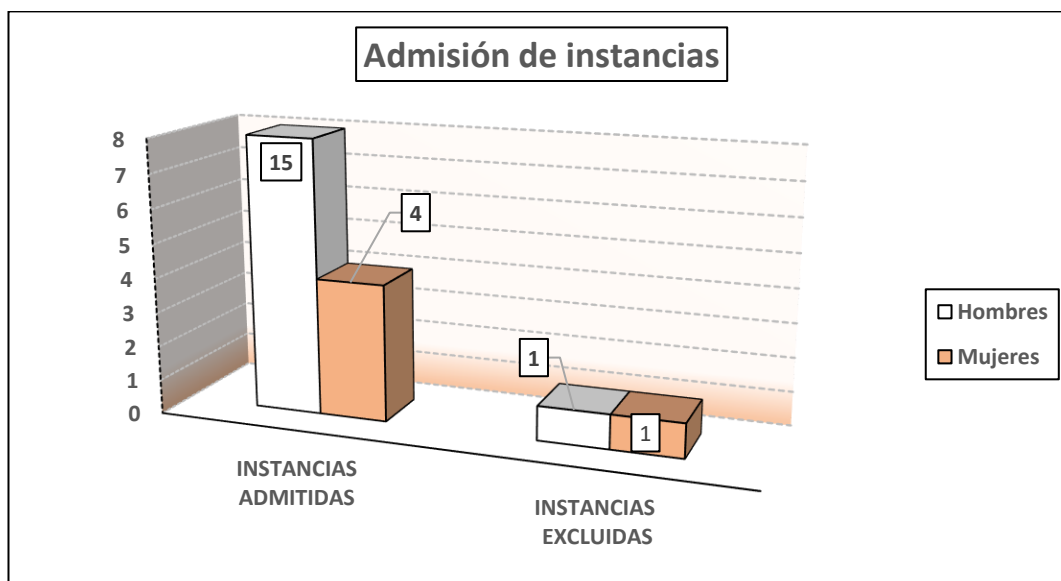 Admisión de instancias
8
7
6
5
4
3
2
1
0
15
4
1
1
INSTANCIAS
ADMITIDAS
INSTANCIAS
EXCLUIDAS
Hombres
Mujeres